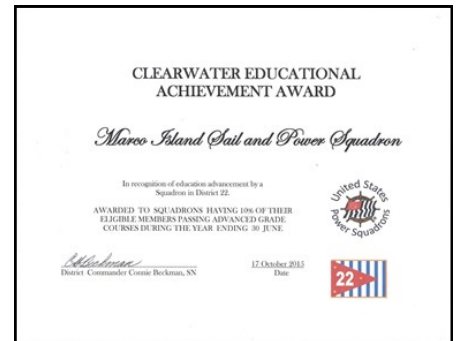 CLEARWATER EDUCATIONAL
ACHIEVEMENT AWARD
Marco Island Sail and Power Squadron
In recognition of education advancement by a
Squadron in District 22.
AWARDED TO SQUADRONS HAVING 10% OF THEIR
ELIGIBLE MEMBERS PASSING ADVANCED GRADE
COURSES DURING THE YEAR ENDING 30 JUNE
United States
Power Squadrons
District Commander Connie Beckman, SN
17 October 2015
Date
22